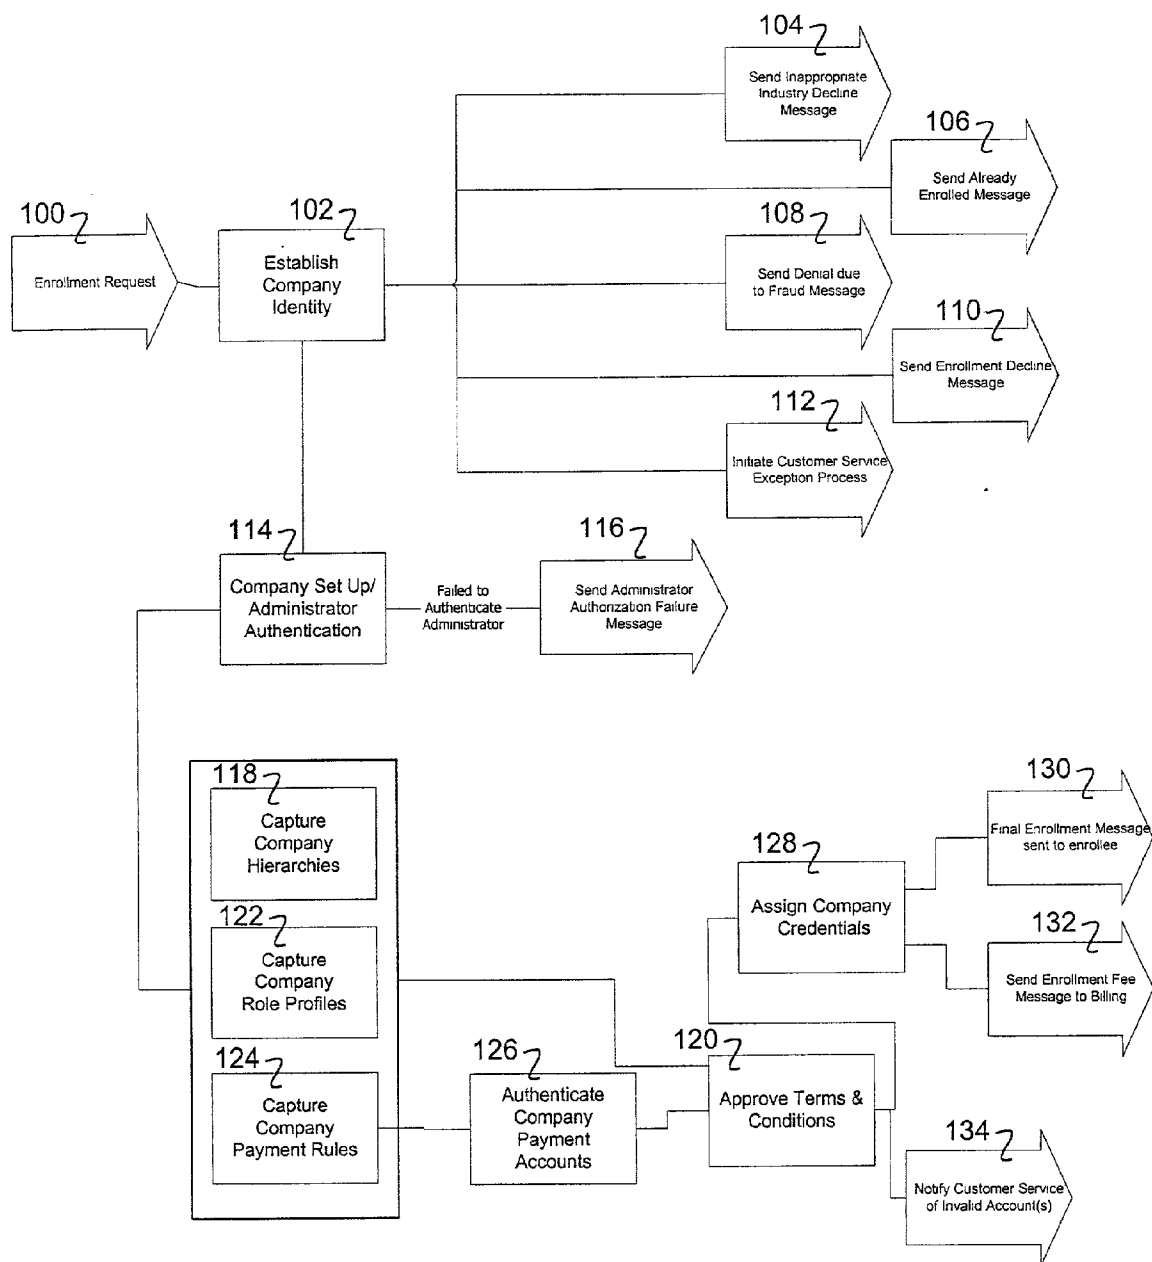 104
Send Inappropriate
Industry Decline
Message
106
Send Already
Enrolled Message
100
Enrollment Request
102
Establish
Company
Identity
108
Send Denial due
to Fraud Message
110
Send Enrollment Decline
Message
112
Initiate Customer Service
Exception Process
114
Company Set Up/
Administrator
Authentication
Failed to
Authenticate
Administrator
116
Send Administrator
Authorization Failure
Message
118
Capture
Company
Hierarchies
122
Capture
Company
Role Profiles
124
Capture
Company
Payment Rules
126
Authenticate
Company
Payment
Accounts
120
Approve Terms &
Conditions
128
Assign Company
Credentials
130
Final Enrollment Message
sent to enrollee
132
Send Enrollment Fee
Message to Billing
134
Notify Customer Service
of Invalid Account(s)